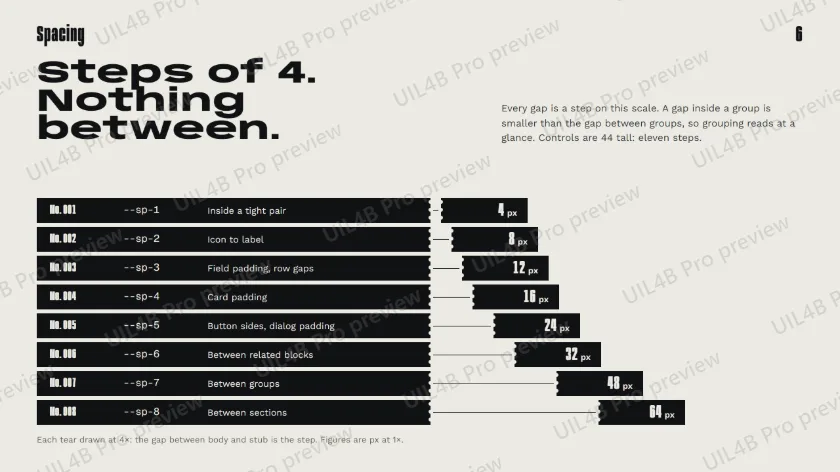 Spacing
6
Steps of 4.
Nothing
between.
Every gap is a step on this scale. A gap inside a group is
smaller than the gap between groups, so grouping reads at a
glance. Controls are 44 tall: eleven steps.
No. 001 --sp-1 Inside a tight pair 4 px
No. 002 --sp-2 Icon to label 8 px
No. 003 --sp-3 Field padding, row gaps 12 px
No. 004 --sp-4 Card padding 16 px
No. 005 --sp-5 Button sides, dialog padding 24 px
No. 006 --sp-6 Between related blocks 32 px
No. 007 --sp-7 Between groups 48 px
No. 008 --sp-8 Between sections 64 px
Each tear drawn at 4×: the gap between body and stub is the step. Figures are px at 1×.
UIL4B Pro preview